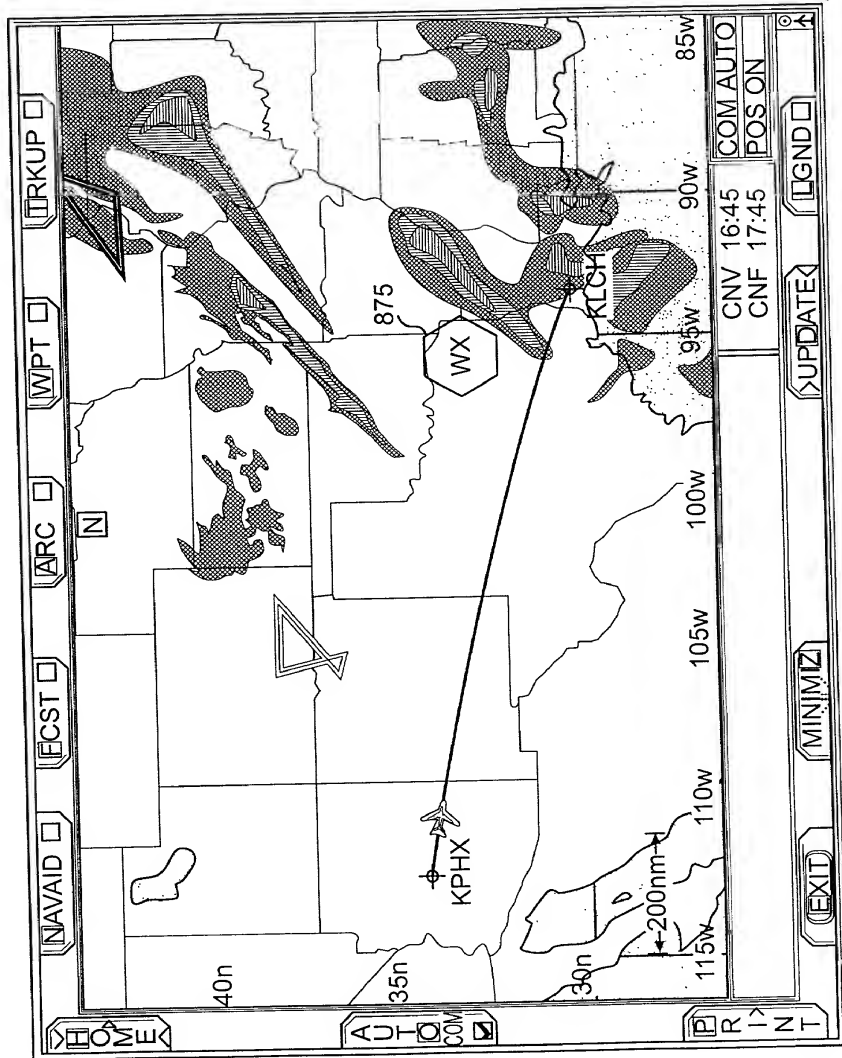 NAVAID
FCST
ARC
WPT
TRKUP
>HOME<
AUTO
COM
PRINT
N
40n
35n
30n
KPHX
875
WX
KLCH
200nm
115w
110w
105w
100w
95w
90w
85w
CNV 16:45
CNF 17:45
COM AUTO
POS ON
EXIT
MINIMIZ
>UPDATE<
LGND